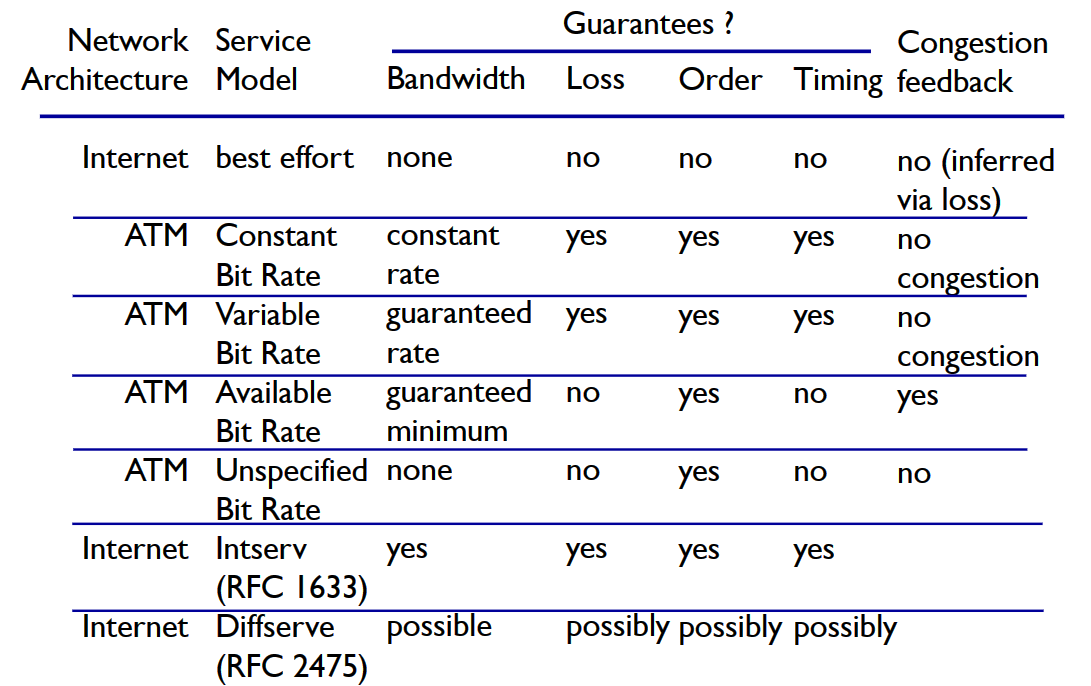 Guarantees ?
Network Service Congestion
Architecture Model Bandwidth Loss Order Timing feedback
Internet best effort none no no no no (inferred
via loss)
ATM Constant constant yes yes yes no
Bit Rate rate congestion
ATM Variable guaranteed yes yes yes no
Bit Rate rate congestion
ATM Available guaranteed no yes no yes
Bit Rate minimum
ATM Unspecified none no yes no no
Bit Rate
Internet Intserv yes yes yes yes
(RFC 1633)
Internet Diffserve possible possibly possibly possibly
(RFC 2475)